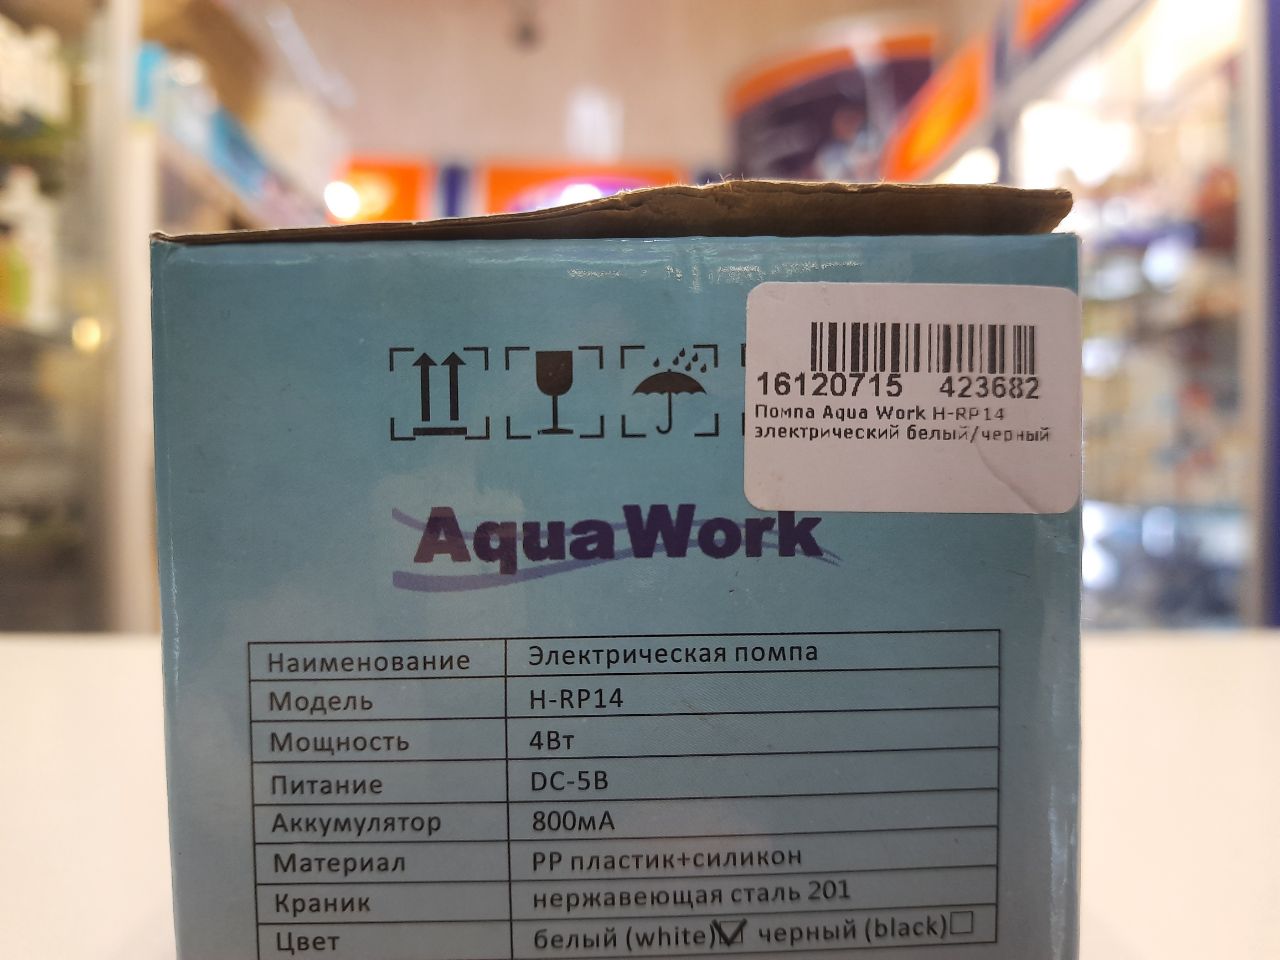 16120715 423682
Помпа Aqua Work H-RP14
электрический белый/черный
AquaWork
Наименование Электрическая помпа
Модель H-RP14
Мощность 4Вт
Питание DC-5В
Аккумулятор 800мА
Материал PP пластик+силикон
Краник нержавеющая сталь 201
Цвет белый (white) черный (black)